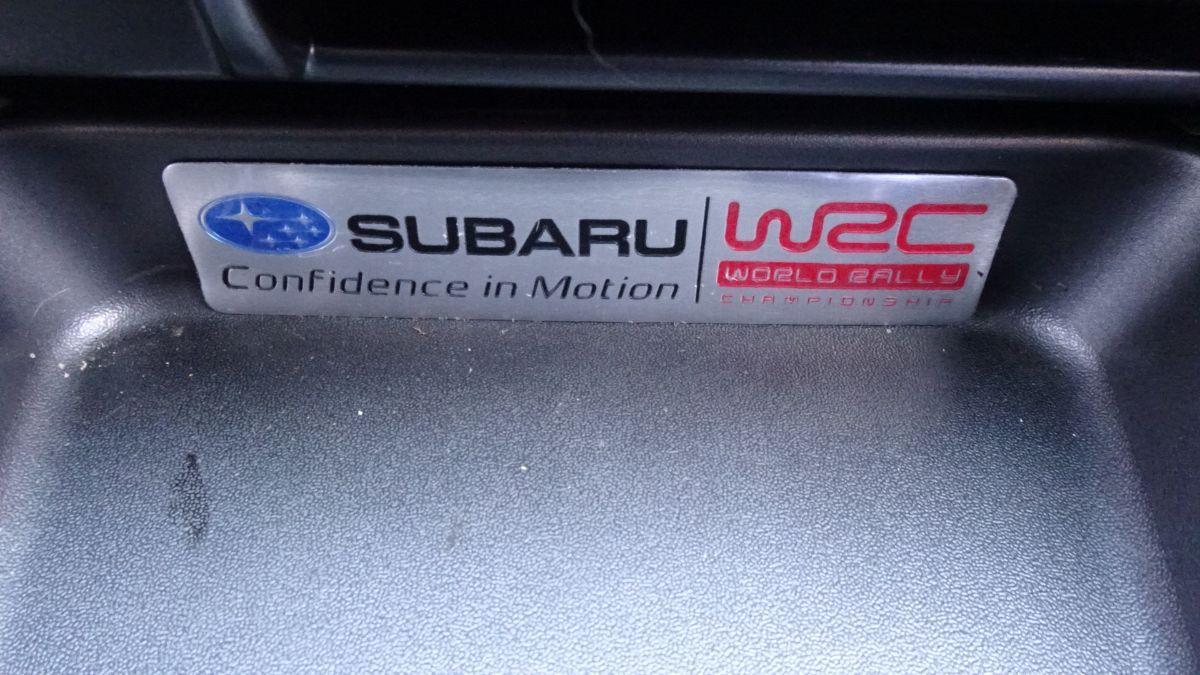 SUBARU
Confidence in Motion
WRC
WORLD RALLY
CHAMPIONSHIP